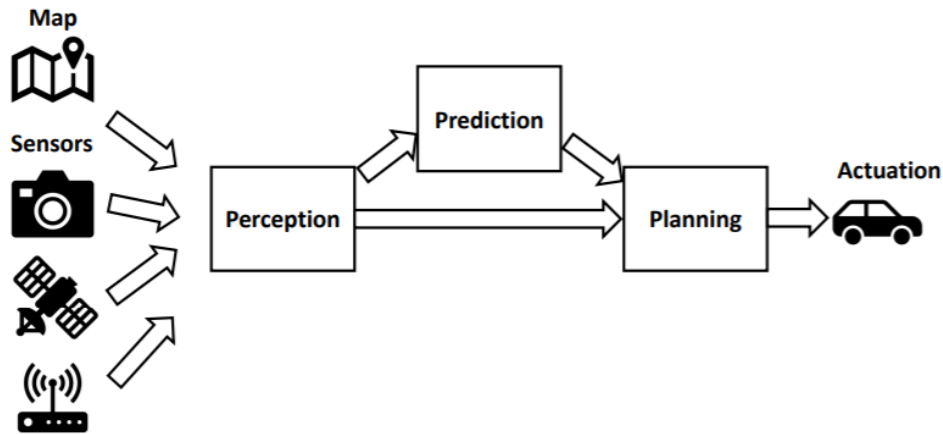 Map
Sensors
Prediction
Perception
Planning
Actuation